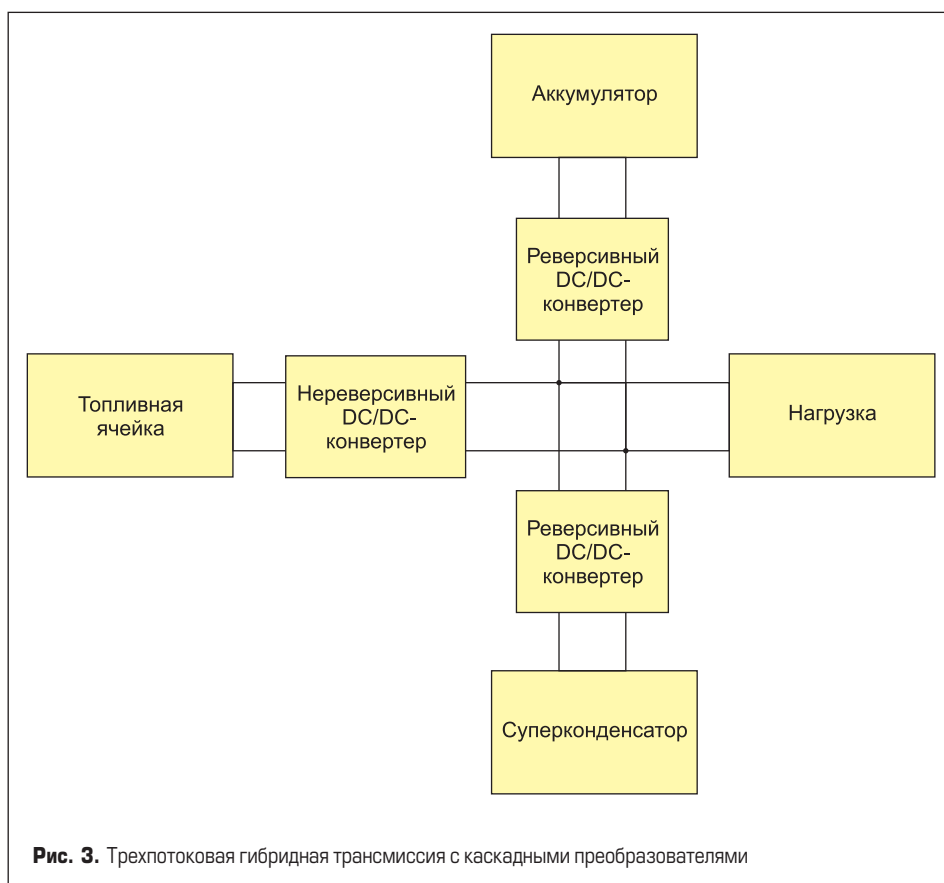 Аккумулятор
Реверсивный
DC/DC-
конвертер
Топливная
ячейка
Нереверсивный
DC/DC-
конвертер
Нагрузка
Реверсивный
DC/DC-
конвертер
Суперконденсатор
Рис. 3. Трехпотоковая гибридная трансмиссия с каскадными преобразователями